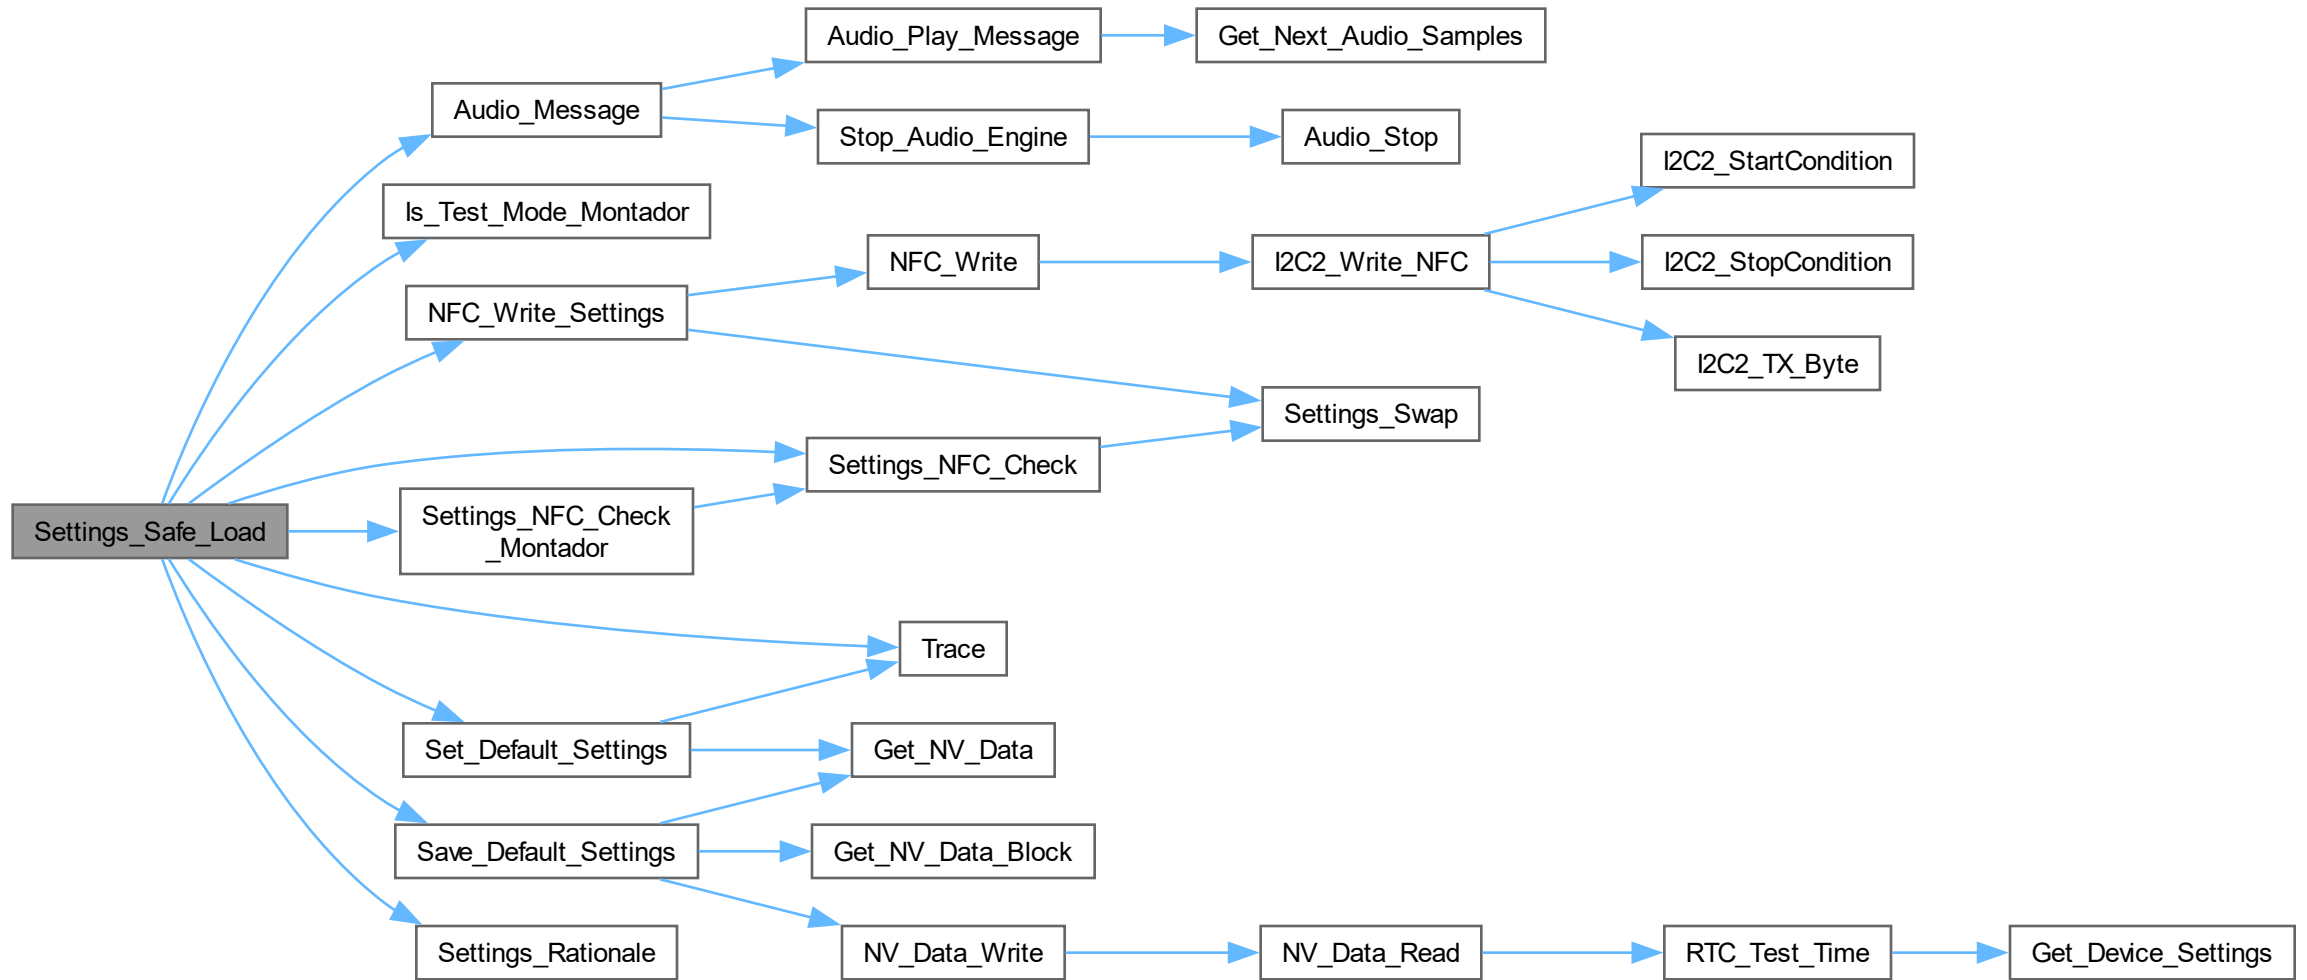 Audio_Play_Message
Get_Next_Audio_Samples
Audio_Message
Stop_Audio_Engine
Audio_Stop
I2C2_StartCondition
Is_Test_Mode_Montador
NFC_Write
I2C2_Write_NFC
I2C2_StopCondition
NFC_Write_Settings
I2C2_TX_Byte
Settings_Swap
Settings_NFC_Check
Settings_Safe_Load
Settings_NFC_Check
_Montador
Trace
Set_Default_Settings
Get_NV_Data
Save_Default_Settings
Get_NV_Data_Block
Settings_Rationale
NV_Data_Write
NV_Data_Read
RTC_Test_Time
Get_Device_Settings